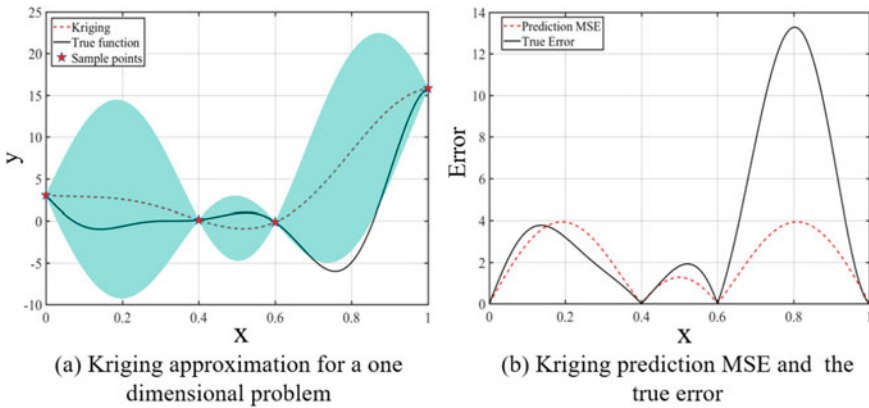 Kriging
True function
Sample points
25
20
15
10
5
0
-5
-10
y
0
0.2
0.4
0.6
0.8
1
X
(a) Kriging approximation for a one
dimensional problem
Prediction MSE
True Error
14
12
10
8
6
4
2
0
Error
0
0.2
0.4
0.6
0.8
1
X
(b) Kriging prediction MSE and the
true error